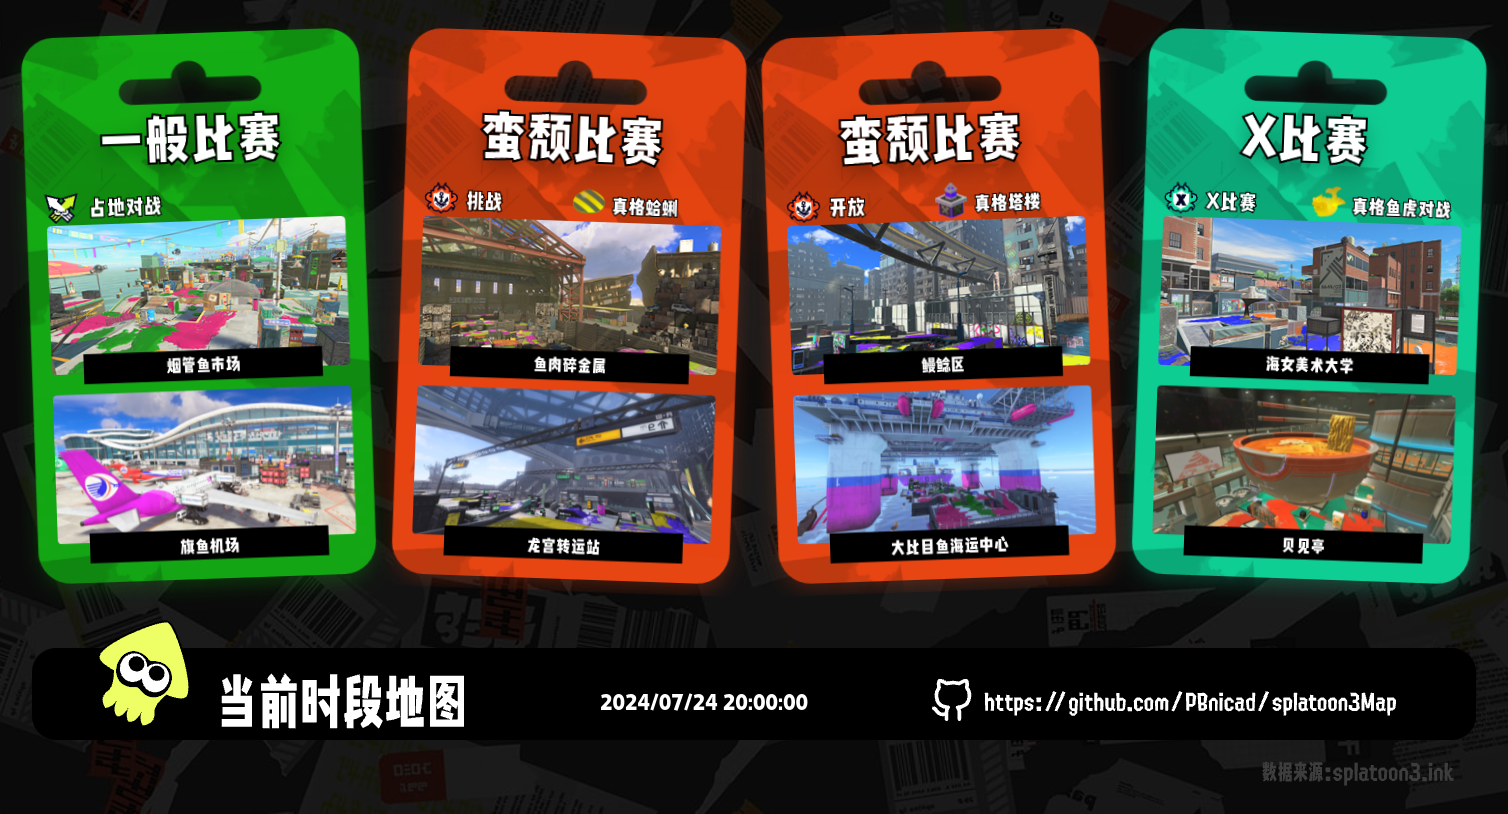 一般比赛
占地对战
烟管鱼市场
旗鱼机场
蛮颓比赛
挑战
真格蛤蜊
鱼肉碎金属
龙宫转运站
蛮颓比赛
开放
真格塔楼
鳗鲶区
大比目鱼海运中心
X比赛
X比赛
真格鱼虎对战
海女美术大学
贝见亭
当前时段地图
2024/07/24 20:00:00
https://github.com/PBnicad/splatoon3Map
数据来源:splatoon3.ink